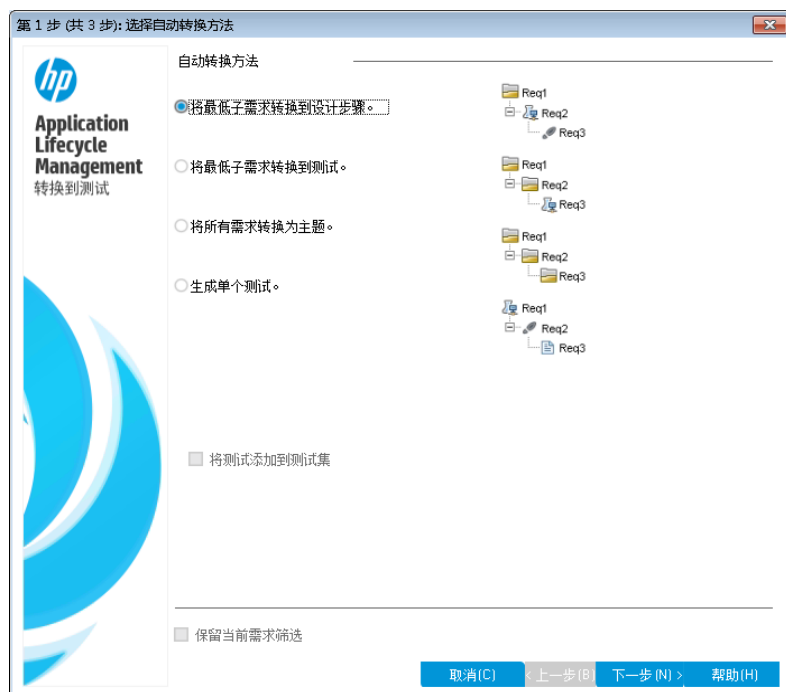 第 1 步 (共 3 步): 选择自动转换方法
hp
Application
Lifecycle
Management
转换到测试
自动转换方法
将最低子需求转换到设计步骤。
Req1
Req2
Req3
将最低子需求转换到测试。
Req1
Req2
Req3
将所有需求转换为主题。
Req1
Req2
Req3
生成单个测试。
Req1
Req2
Req3
将测试添加到测试集
保留当前需求筛选
取消(C)
< 上一步(B)
下一步(N) >
帮助(H)